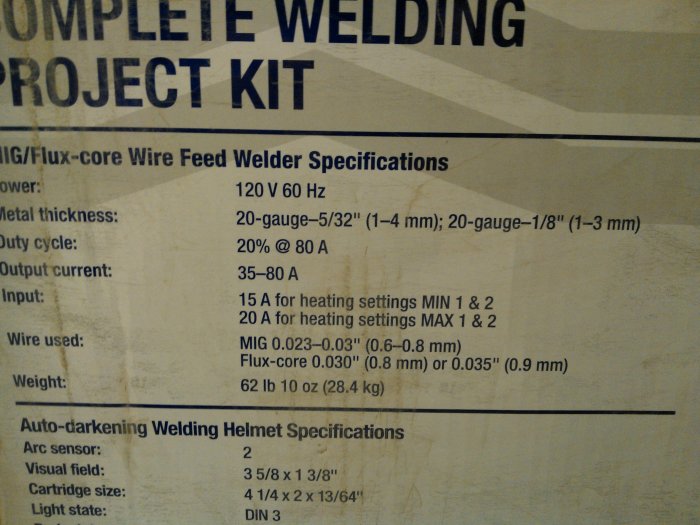 OMPLETE WELDING
PROJECT KIT
IIG/Flux-core Wire Feed Welder Specifications
ower: 120 V 60 Hz
Metal thickness: 20-gauge–5/32" (1–4 mm); 20-gauge–1/8" (1–3 mm)
Duty cycle: 20% @ 80 A
Output current: 35–80 A
Input: 15 A for heating settings MIN 1 & 2
20 A for heating settings MAX 1 & 2
Wire used: MIG 0.023–0.03" (0.6–0.8 mm)
Flux-core 0.030" (0.8 mm) or 0.035" (0.9 mm)
Weight: 62 lb 10 oz (28.4 kg)
Auto-darkening Welding Helmet Specifications
Arc sensor: 2
Visual field: 3 5/8 x 1 3/8"
Cartridge size: 4 1/4 x 2 x 13/64"
Light state: DIN 3